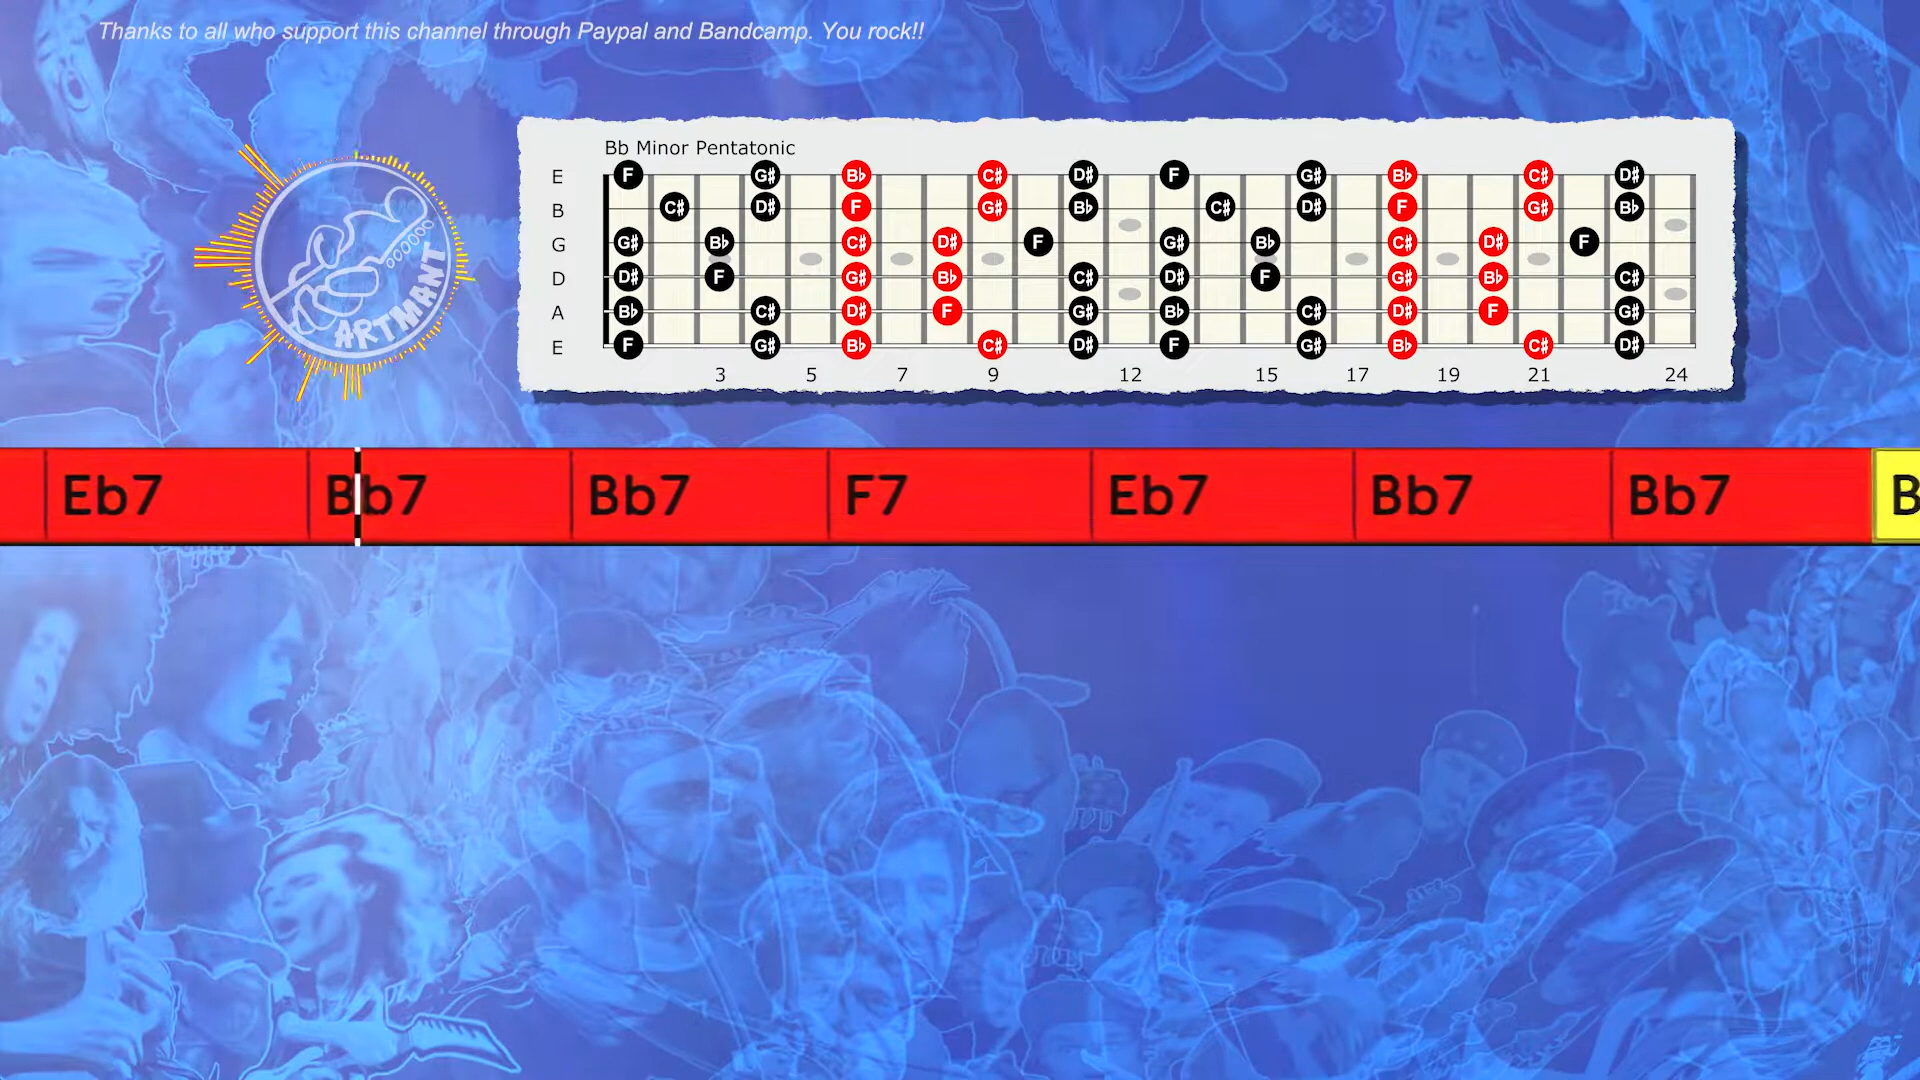 Thanks to all who support this channel through Paypal and Bandcamp. You rock!!
ARTMANT
Bb Minor Pentatonic
E F G# Bb C# D# F G# Bb C# D#
B C# D# F G# Bb C# D# F G# Bb
G G# Bb C# D# F G# Bb C# D# F
D D# F G# Bb C# D# F G# Bb C#
A Bb C# D# F G# Bb C# D# F G#
E F G# Bb C# D# F G# Bb C# D#
3 5 7 9 12 15 17 19 21 24
Eb7 Bb7 Bb7 F7 Eb7 Bb7 Bb7 B